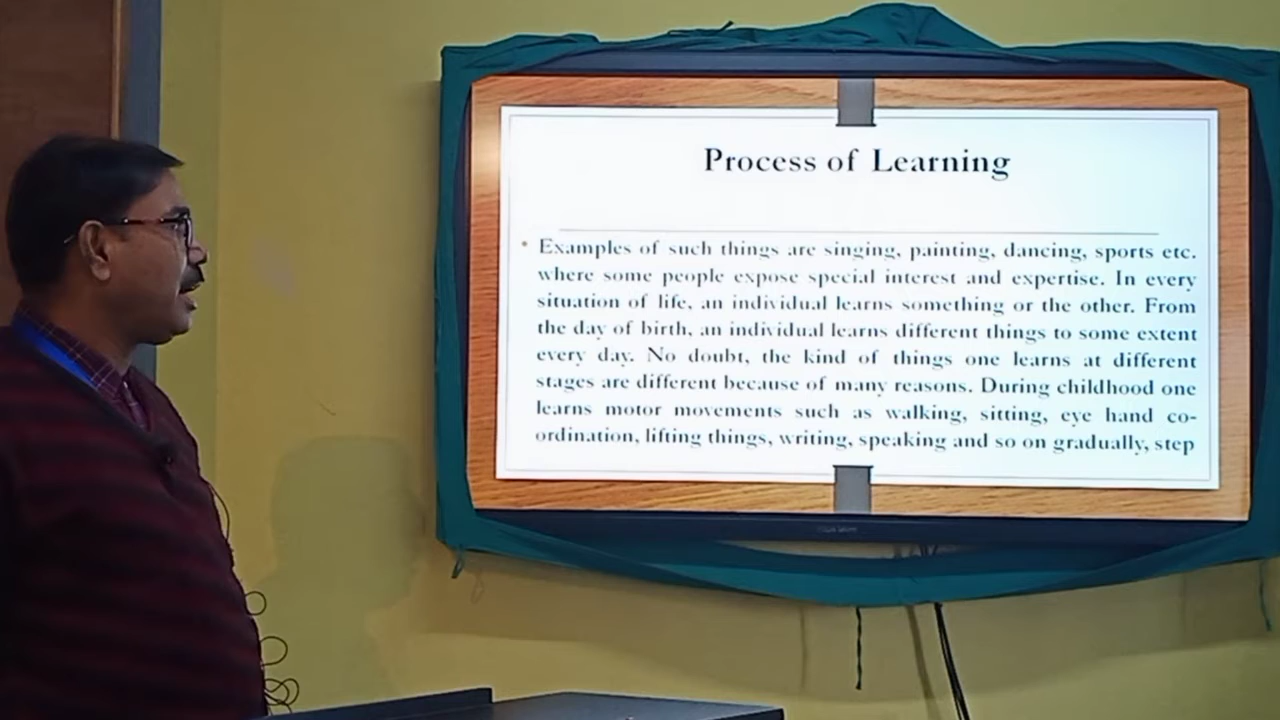 Process of Learning
• Examples of such things are singing, painting, dancing, sports etc.
where some people expose special interest and expertise. In every
situation of life, an individual learns something or the other. From
the day of birth, an individual learns different things to some extent
every day. No doubt, the kind of things one learns at different
stages are different because of many reasons. During childhood one
learns motor movements such as walking, sitting, eye hand co-
ordination, lifting things, writing, speaking and so on gradually, step